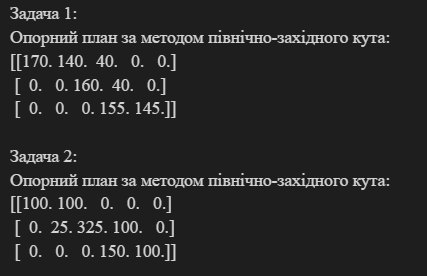 Задача 1:
Опорний план за методом північно-західного кута:
[[170. 140. 40. 0. 0.]
[ 0. 0. 160. 40. 0.]
[ 0. 0. 0. 155. 145.]]
Задача 2:
Опорний план за методом північно-західного кута:
[[100. 100. 0. 0. 0.]
[ 0. 25. 325. 100. 0.]
[ 0. 0. 0. 150. 100.]]